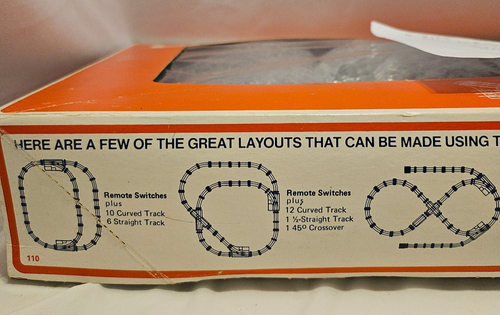 HERE ARE A FEW OF THE GREAT LAYOUTS THAT CAN BE MADE USING T
Remote Switches
plus
10 Curved Track
6 Straight Track
Remote Switches
plus
12 Curved Track
1 ½-Straight Track
1 45º Crossover
110